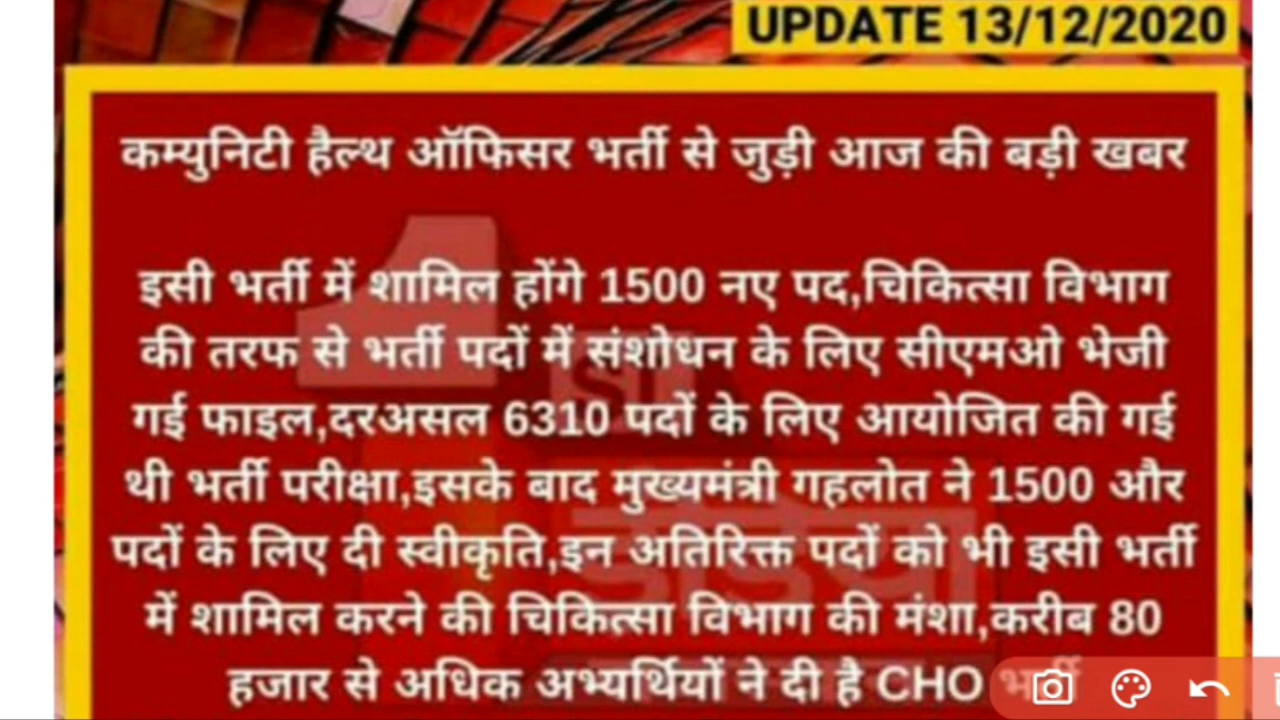 UPDATE 13/12/2020
कम्युनिटी हैल्थ ऑफिसर भर्ती से जुड़ी आज की बड़ी खबर
इसी भर्ती में शामिल होंगे 1500 नए पद,चिकित्सा विभाग
की तरफ से भर्ती पदों में संशोधन के लिए सीएमओ भेजी
गई फाइल,दरअसल 6310 पदों के लिए आयोजित की गई
थी भर्ती परीक्षा,इसके बाद मुख्यमंत्री गहलोत ने 1500 और
पदों के लिए दी स्वीकृति,इन अतिरिक्त पदों को भी इसी भर्ती
में शामिल करने की चिकित्सा विभाग की मंशा,करीब 80
हजार से अधिक अभ्यर्थियों ने दी है CHO